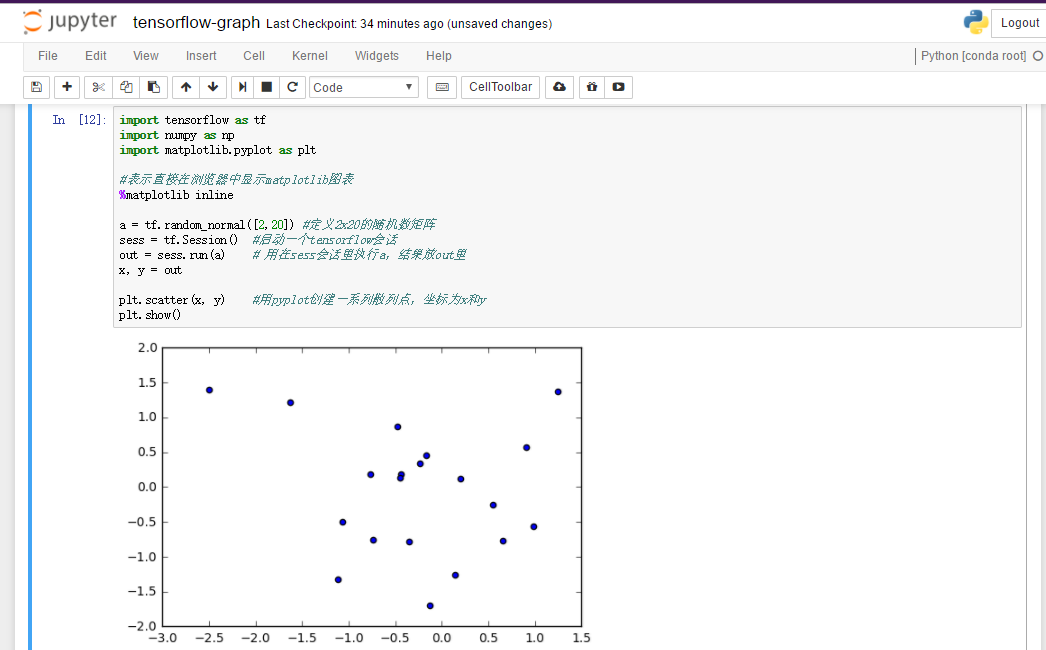 jupyter tensorflow-graph Last Checkpoint: 34 minutes ago (unsaved changes) Logout
File Edit View Insert Cell Kernel Widgets Help Python [conda root]
Code CellToolbar
In [12]: import tensorflow as tf
import numpy as np
import matplotlib.pyplot as plt
#表示直接在浏览器中显示matplotlib图表
%matplotlib inline
a = tf.random_normal([2,20]) #定义2x20的随机数矩阵
sess = tf.Session() #启动一个tensorflow会话
out = sess.run(a) # 用在sess会话里执行a，结果放out里
x, y = out
plt.scatter(x, y) #用pyplot创建一系列散列点，坐标为x和y
plt.show()
2.0
1.5
1.0
0.5
0.0
−0.5
−1.0
−1.5
−2.0
−3.0 −2.5 −2.0 −1.5 −1.0 −0.5 0.0 0.5 1.0 1.5